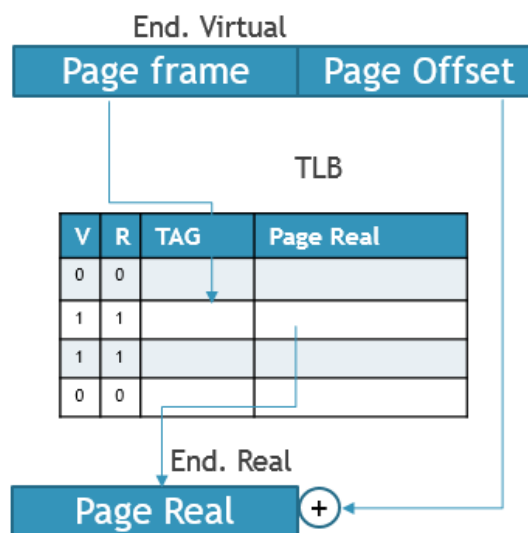 End. Virtual
Page frame Page Offset
TLB
V R TAG Page Real
0 0
1 1
1 1
0 0
End. Real
Page Real +